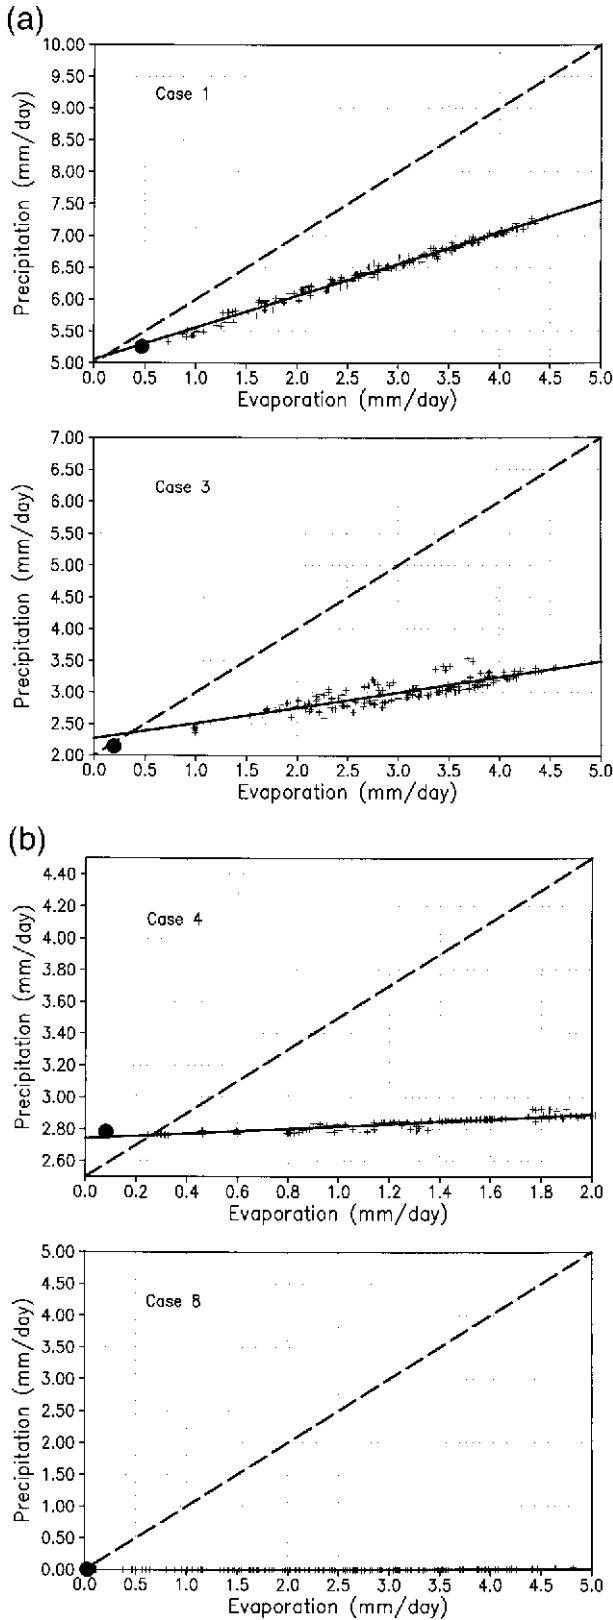 (a)
10.00
9.50
9.00
8.50
8.00
7.50
7.00
6.50
6.00
5.50
5.00
Precipitation (mm/day)
Case 1
0.0 0.5 1.0 1.5 2.0 2.5 3.0 3.5 4.0 4.5 5.0
Evaporation (mm/day)
7.00
6.50
6.00
5.50
5.00
4.50
4.00
3.50
3.00
2.50
2.00
Precipitation (mm/day)
Case 3
0.0 0.5 1.0 1.5 2.0 2.5 3.0 3.5 4.0 4.5 5.0
Evaporation (mm/day)
(b)
4.40
4.20
4.00
3.80
3.60
3.40
3.20
3.00
2.80
2.60
Precipitation (mm/day)
Case 4
0.0 0.2 0.4 0.6 0.8 1.0 1.2 1.4 1.6 1.8 2.0
Evaporation (mm/day)
5.00
4.50
4.00
3.50
3.00
2.50
2.00
1.50
1.00
0.50
0.00
Precipitation (mm/day)
Case 8
0.0 0.5 1.0 1.5 2.0 2.5 3.0 3.5 4.0 4.5 5.0
Evaporation (mm/day)